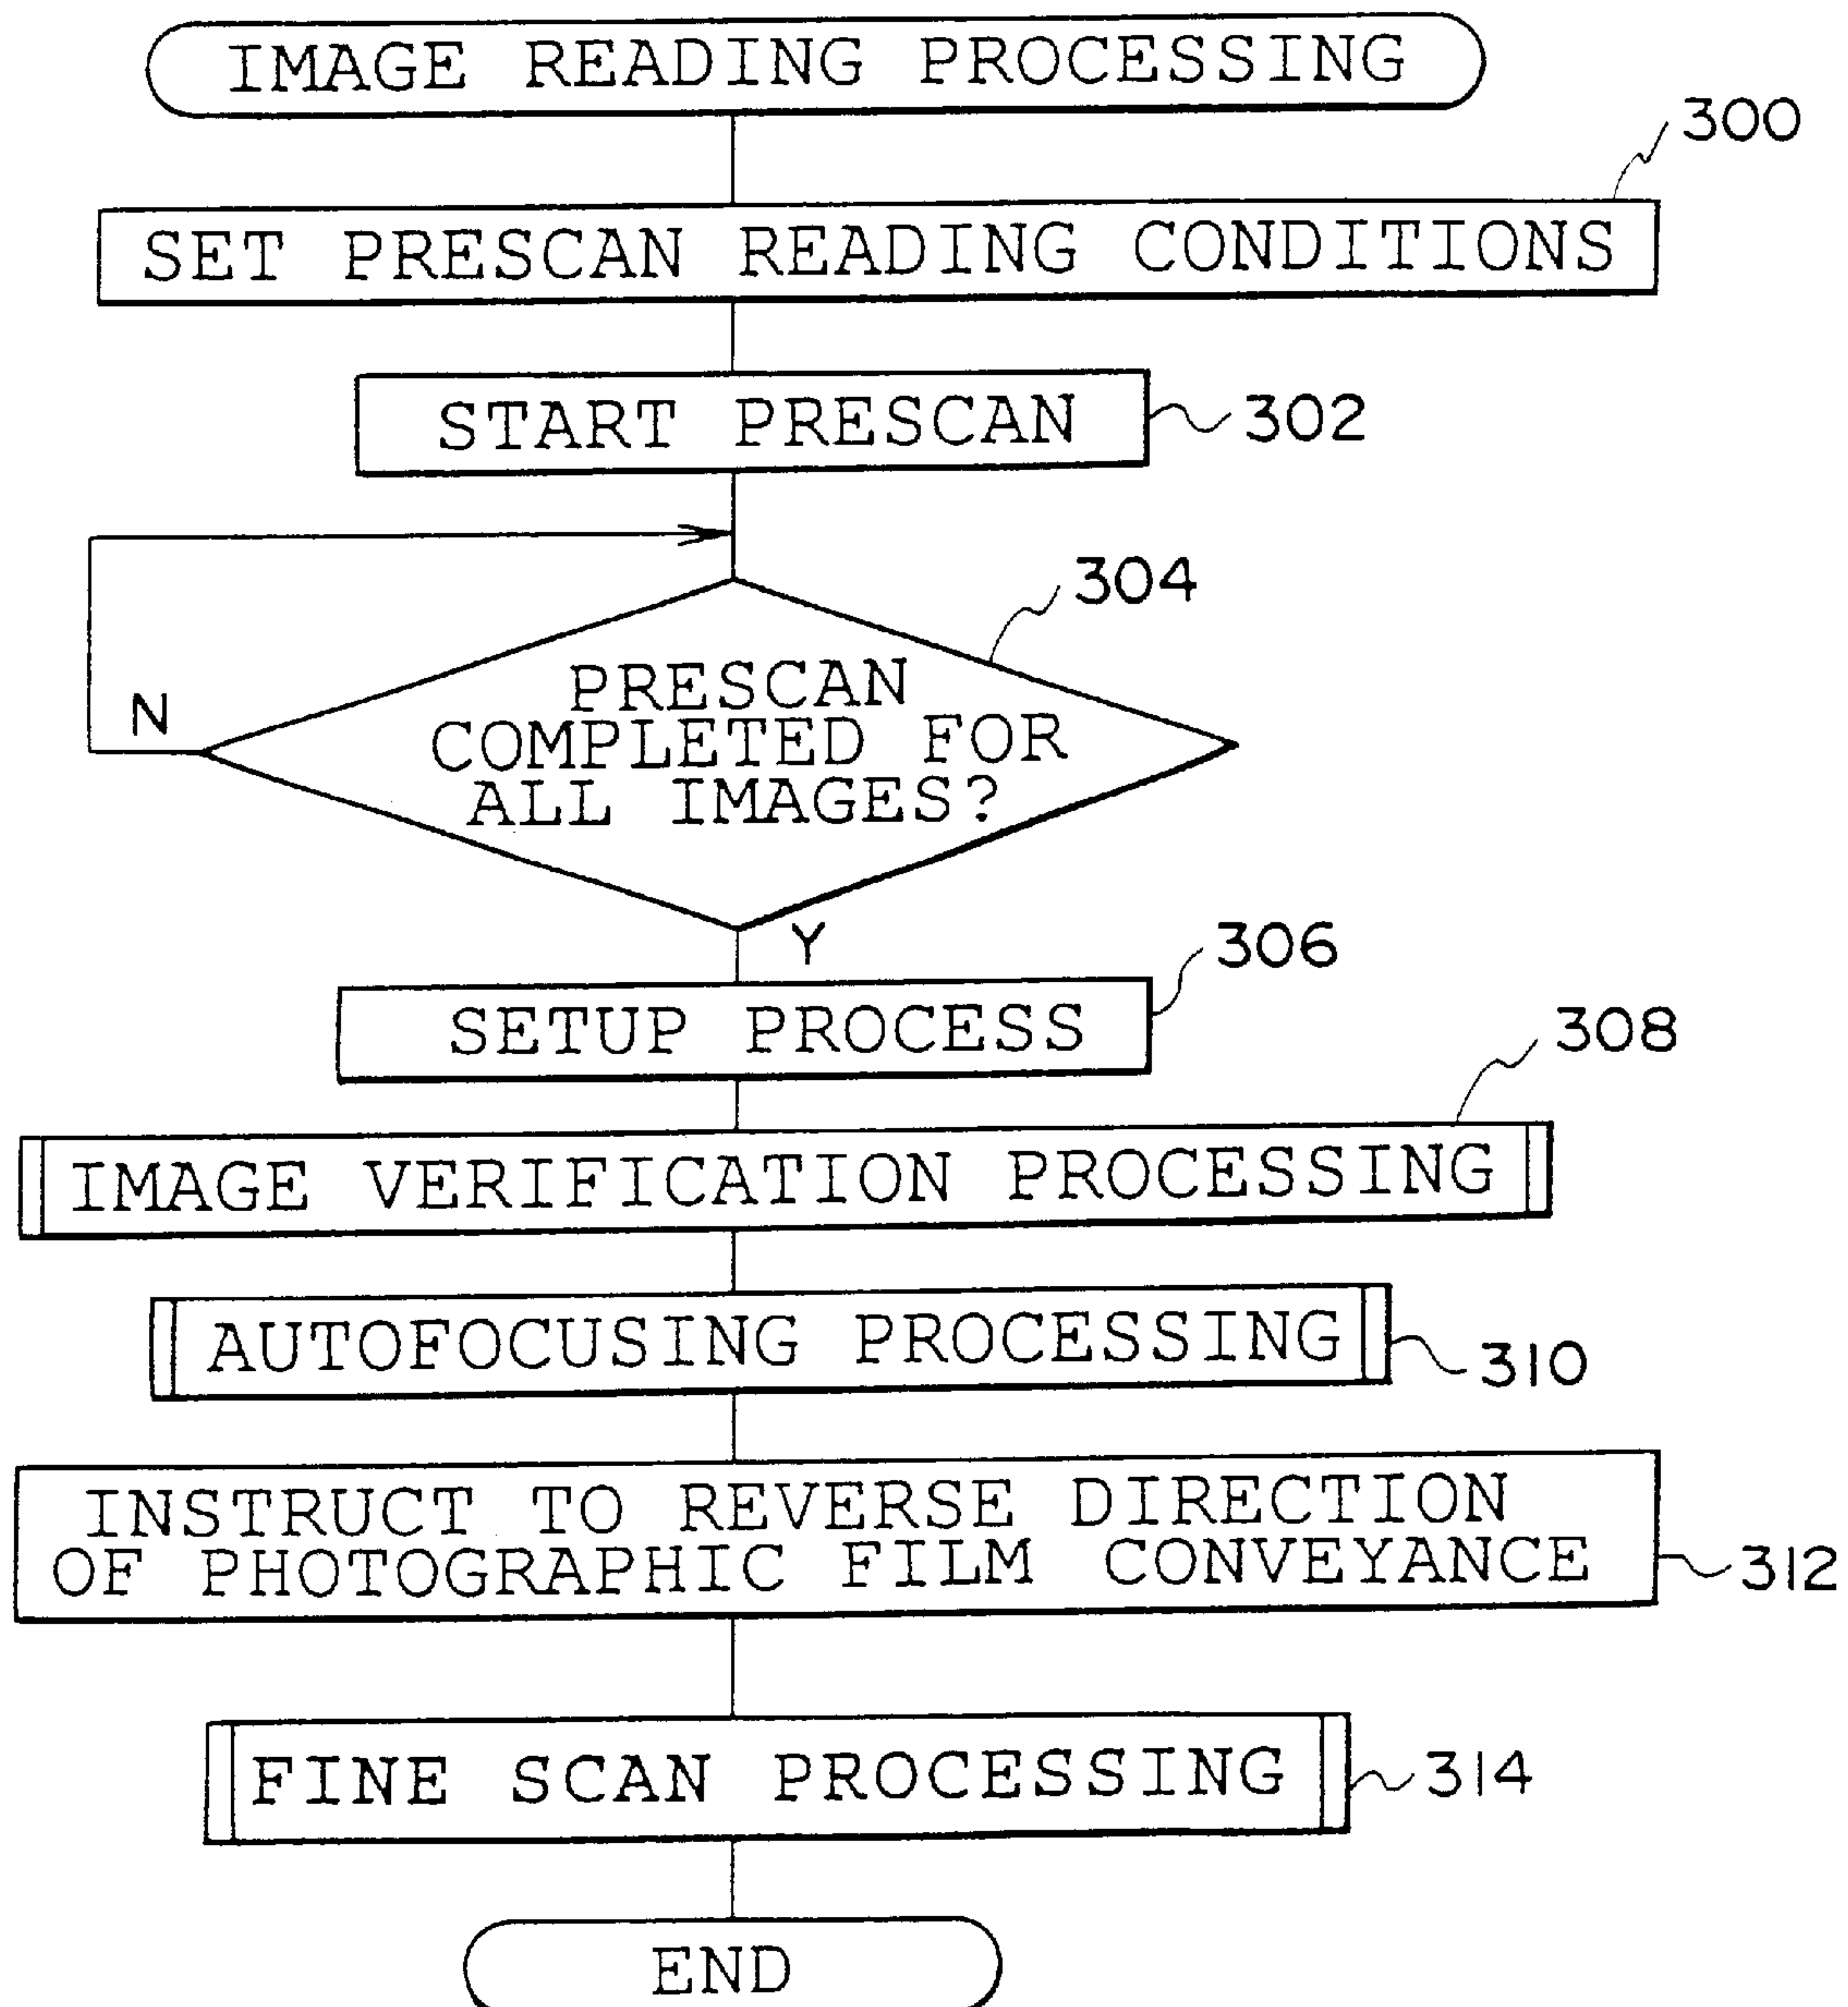 IMAGE READING PROCESSING
300
SET PRESCAN READING CONDITIONS
START PRESCAN
302
304
PRESCAN
COMPLETED FOR
ALL IMAGES?
N
Y
306
SETUP PROCESS
308
IMAGE VERIFICATION PROCESSING
AUTOFOCUSING PROCESSING
310
INSTRUCT TO REVERSE DIRECTION
OF PHOTOGRAPHIC FILM CONVEYANCE
312
FINE SCAN PROCESSING
314
END